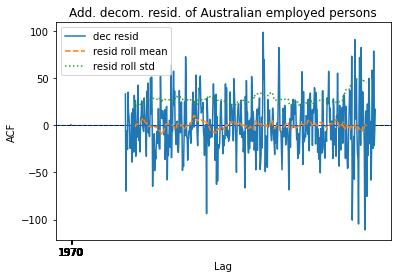 Add. decom. resid. of Australian employed persons
dec resid
resid roll mean
resid roll std
100
50
0
−50
−100
ACF
1970
Lag